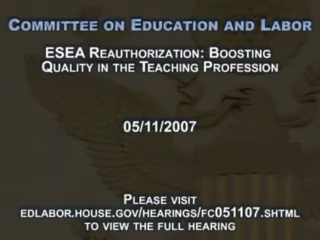 Committee on Education and Labor
ESEA Reauthorization: Boosting
Quality in the Teaching Profession
05/11/2007
Please visit
edlabor.house.gov/hearings/fc051107.shtml
to view the full hearing